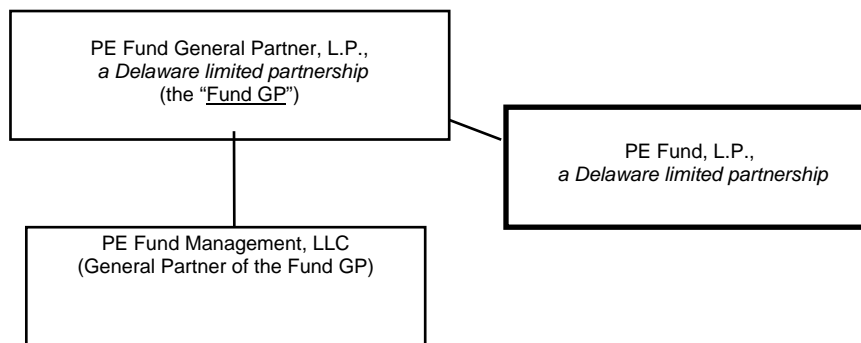 PE Fund General Partner, L.P.,
a Delaware limited partnership
(the “Fund GP”)
PE Fund, L.P.,
a Delaware limited partnership
PE Fund Management, LLC
(General Partner of the Fund GP)